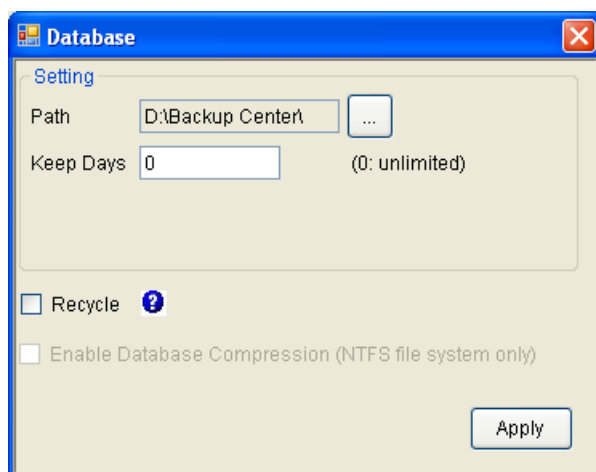 Database
Setting
Path D:\Backup Center\ ...
Keep Days 0 (0: unlimited)
Recycle ?
Enable Database Compression (NTFS file system only)
Apply